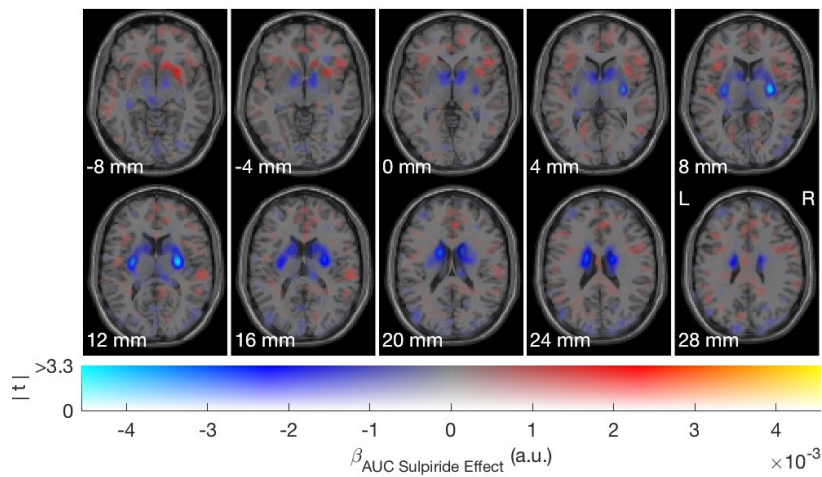 -8 mm
-4 mm
0 mm
4 mm
8 mm
L R
12 mm
16 mm
20 mm
24 mm
28 mm
| t |
>3.3
0
-4 -3 -2 -1 0 1 2 3 4
β_AUC Sulpiride Effect (a.u.)
×10⁻³